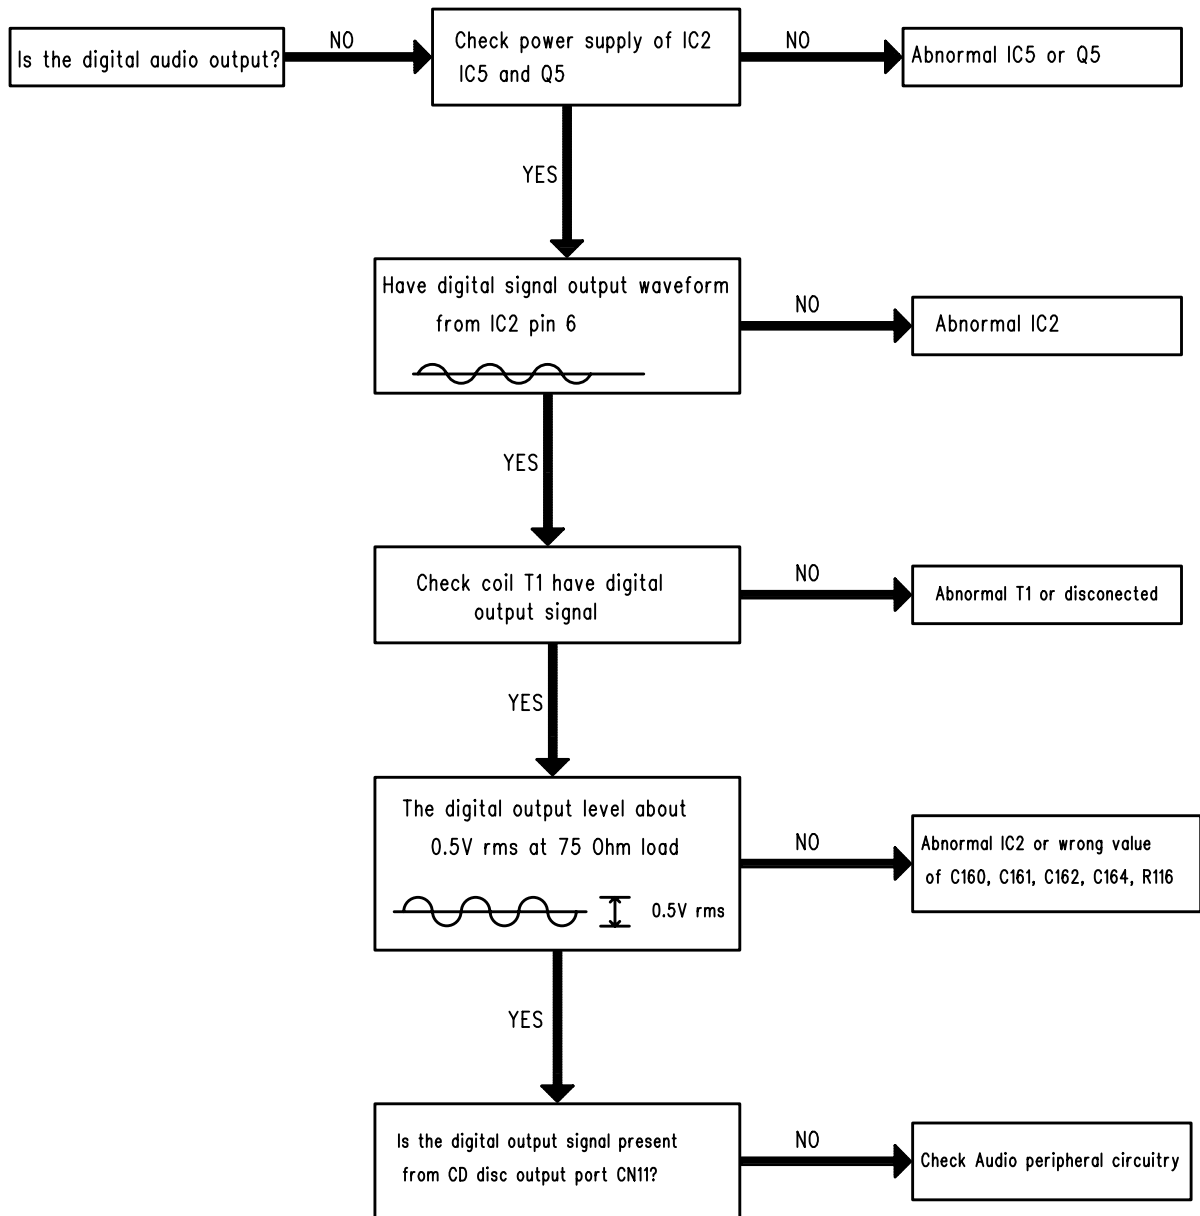 Is the digital audio output?
NO
Check power supply of IC2
IC5 and Q5
NO
Abnormal IC5 or Q5
YES
Have digital signal output waveform
from IC2 pin 6
NO
Abnormal IC2
YES
Check coil T1 have digital
output signal
NO
Abnormal T1 or disconected
YES
The digital output level about
0.5V rms at 75 Ohm load
0.5V rms
NO
Abnormal IC2 or wrong value
of C160, C161, C162, C164, R116
YES
Is the digital output signal present
from CD disc output port CN11?
NO
Check Audio peripheral circuitry